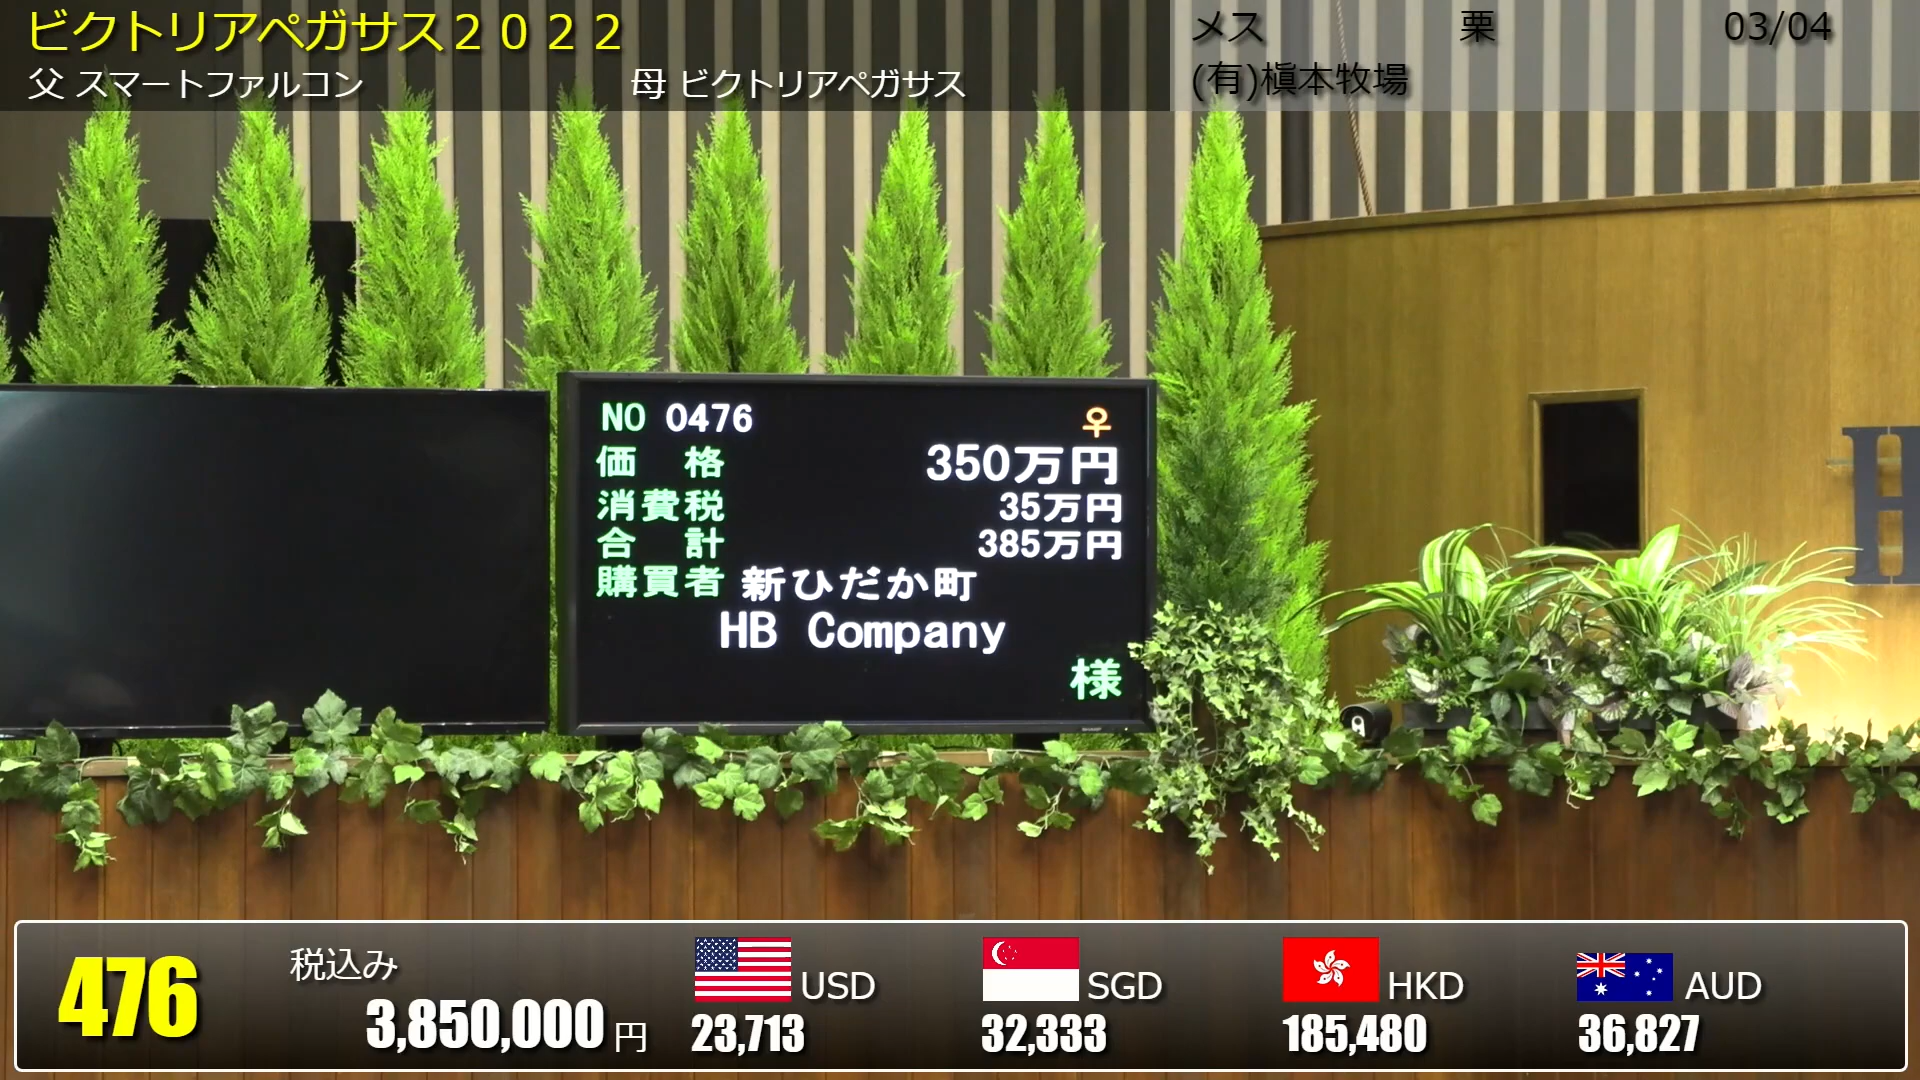 ビクトリアペガサス２０２２
父 スマートファルコン 母 ビクトリアペガサス
メス 栗 03/04
(有)槇本牧場
NO 0476 ♀
価 格 350万円
消費税 35万円
合 計 385万円
購買者 新ひだか町
HB Company
様
H
476
税込み
3,850,000 円
USD
23,713
SGD
32,333
HKD
185,480
AUD
36,827